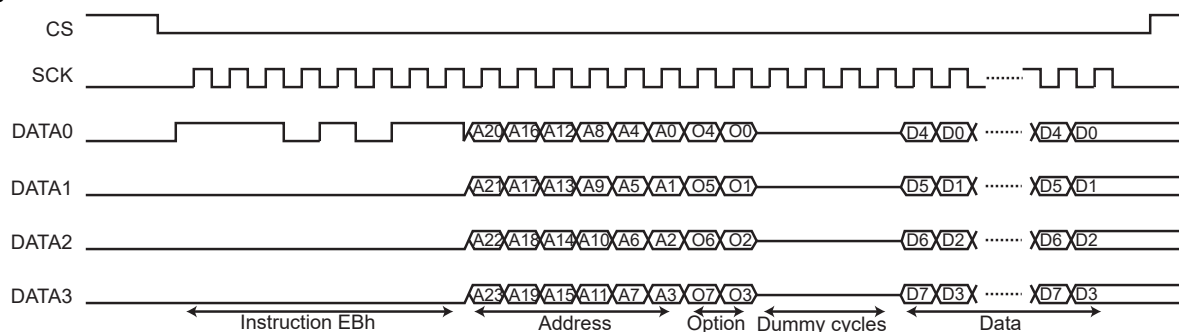 CS
SCK
DATA0 A20 A16 A12 A8 A4 A0 O4 O0 D4 D0 D4 D0
DATA1 A21 A17 A13 A9 A5 A1 O5 O1 D5 D1 D5 D1
DATA2 A22 A18 A14 A10 A6 A2 O6 O2 D6 D2 D6 D2
DATA3 A23 A19 A15 A11 A7 A3 O7 O3 D7 D3 D7 D3
Instruction EBh Address Option Dummy cycles Data